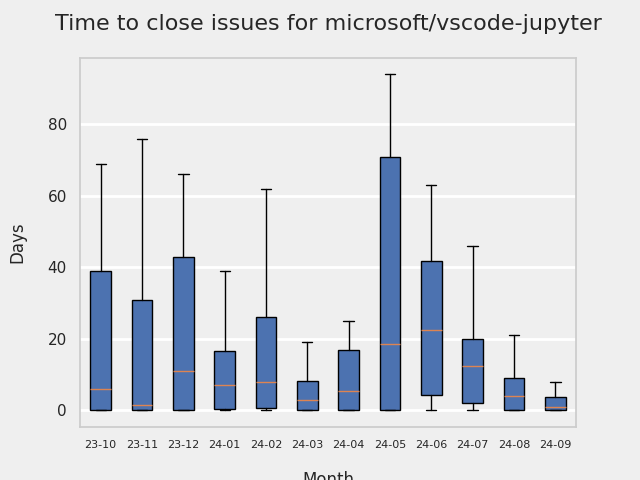 Time to close issues for microsoft/vscode-jupyter
80
60
40
20
0
Days
23-10 23-11 23-12 24-01 24-02 24-03 24-04 24-05 24-06 24-07 24-08 24-09
Month